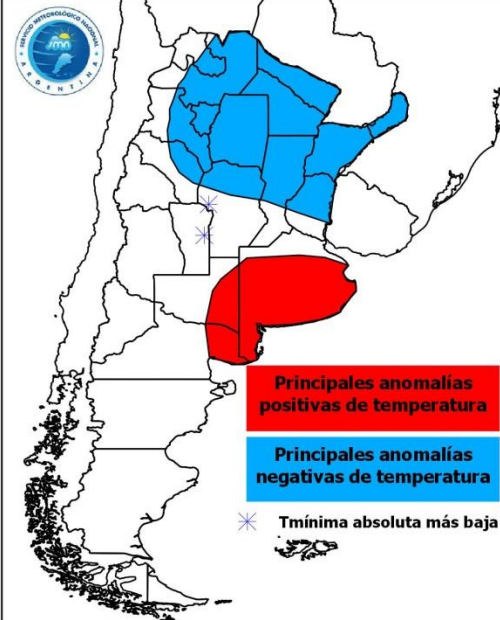 SERVICIO METEOROLÓGICO NACIONAL
smn
ARGENTINA
Principales anomalías
positivas de temperatura
Principales anomalías
negativas de temperatura
Tmínima absoluta más baja